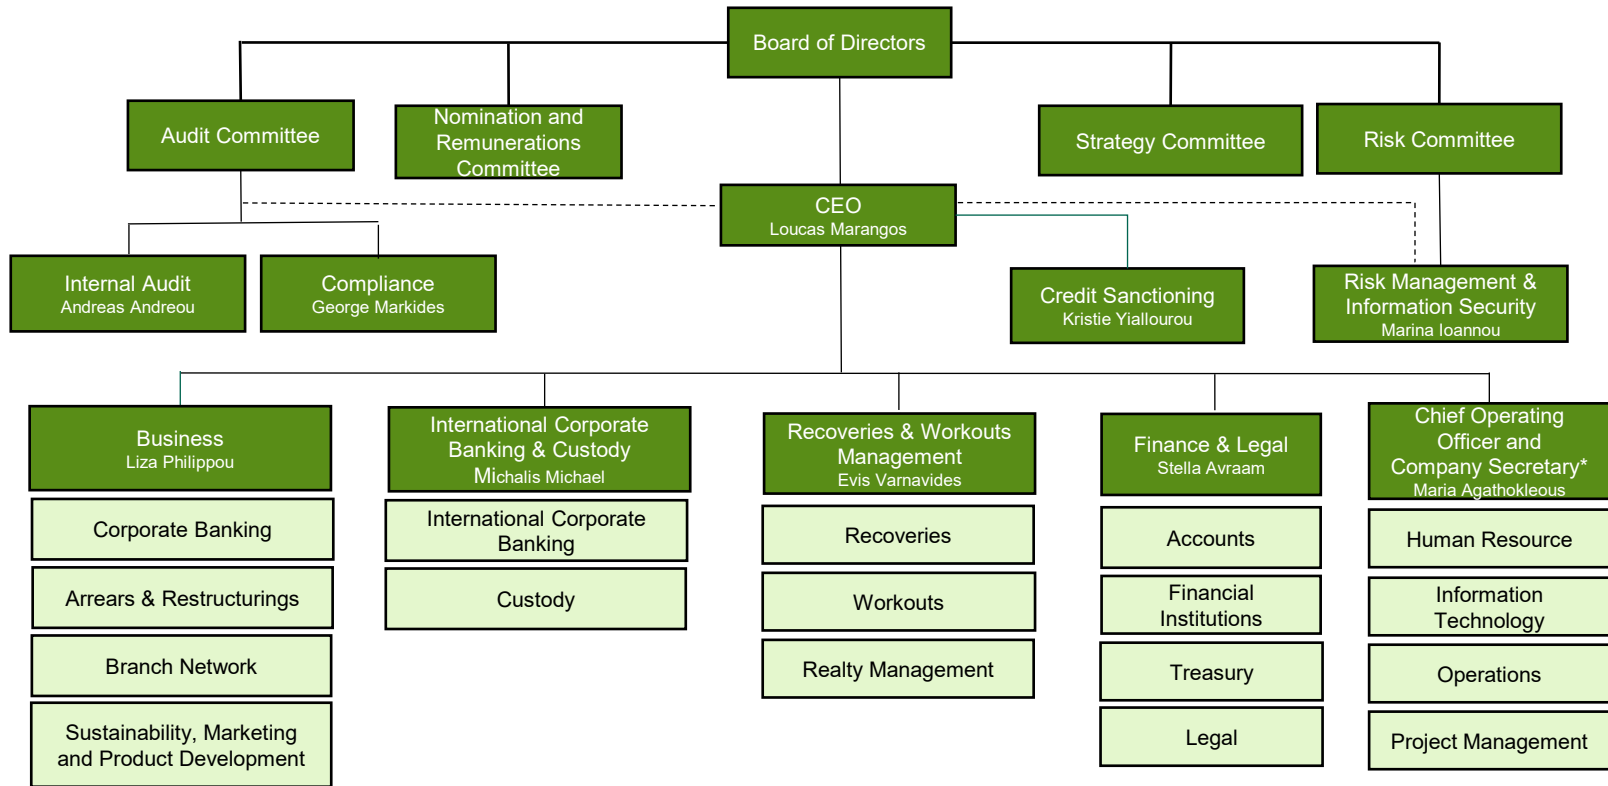 Board of Directors
Audit Committee
Nomination and
Remunerations
Committee
Strategy Committee
Risk Committee
CEO
Loucas Marangos
Internal Audit
Andreas Andreou
Compliance
George Markides
Credit Sanctioning
Kristie Yiallourou
Risk Management &
Information Security
Marina Ioannou
Business
Liza Philippou
International Corporate
Banking & Custody
Michalis Michael
Recoveries & Workouts
Management
Evis Varnavides
Finance & Legal
Stella Avraam
Chief Operating
Officer and
Company Secretary*
Maria Agathokleous
Corporate Banking
Arrears & Restructurings
Branch Network
Sustainability, Marketing
and Product Development
International Corporate
Banking
Custody
Recoveries
Workouts
Realty Management
Accounts
Financial
Institutions
Treasury
Legal
Human Resource
Information
Technology
Operations
Project Management